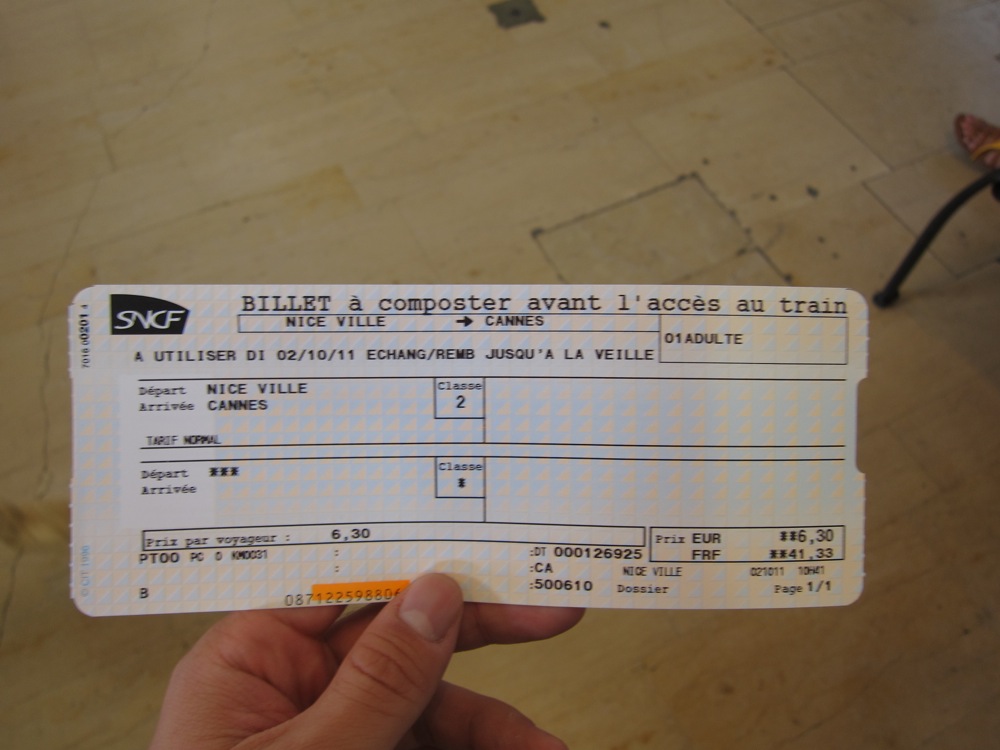 SNCF
BILLET à composter avant l'accès au train
NICE VILLE → CANNES
01ADULTE
A UTILISER DI 02/10/11 ECHANG/REMB JUSQU'A LA VEILLE
Départ NICE VILLE
Arrivée CANNES
Classe
2
TARIF NORMAL
Départ ***
Arrivée
Classe
*
Prix par voyageur : 6,30
Prix EUR **6,30
FRF **41,33
PT00 PC 0 KM0031 : :DT 000126925
: :CA NICE VILLE 021011 10H41
:500610 Dossier Page 1/1
B 087122598806